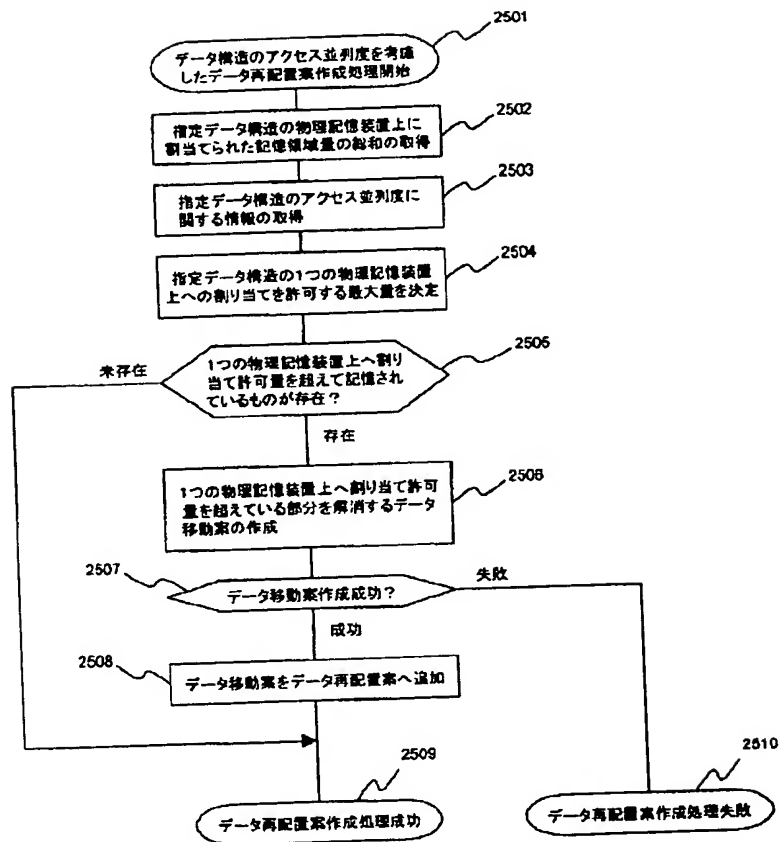 2501
データ構造のアクセス並列度を考慮
したデータ再配置案作成処理開始
2502
指定データ構造の物理記憶装置上に
割当てられた記憶領域量の総和の取得
2503
指定データ構造のアクセス並列度に
関する情報の取得
2504
指定データ構造の1つの物理記憶装置
上への割り当てを許可する最大量を決定
2505
1つの物理記憶装置上へ割り
当て許可量を超えて記憶され
ているものが存在?
未存在
存在
2506
1つの物理記憶装置上へ割り当て許可
量を超えている部分を解消するデータ
移動案の作成
2507
データ移動案作成成功?
失敗
成功
2508
データ移動案をデータ再配置案へ追加
2509
データ再配置案作成処理成功
2510
データ再配置案作成処理失敗